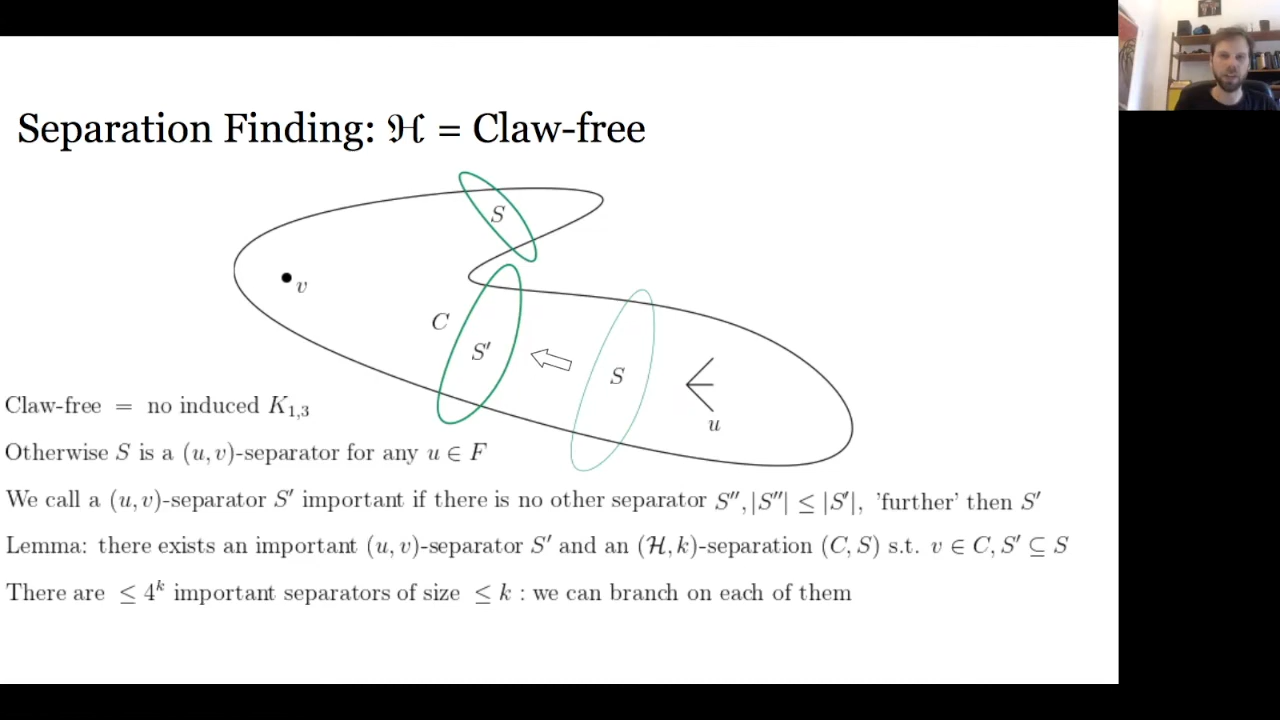 Separation Finding: ℋ = Claw-free
S
v
C
S′
S
u
Claw-free = no induced K₁,₃
Otherwise S is a (u, v)-separator for any u ∈ F
We call a (u, v)-separator S′ important if there is no other separator S″, |S″| ≤ |S′|, 'further' then S′
Lemma: there exists an important (u, v)-separator S′ and an (ℋ, k)-separation (C, S) s.t. v ∈ C, S′ ⊆ S
There are ≤ 4ᵏ important separators of size ≤ k : we can branch on each of them